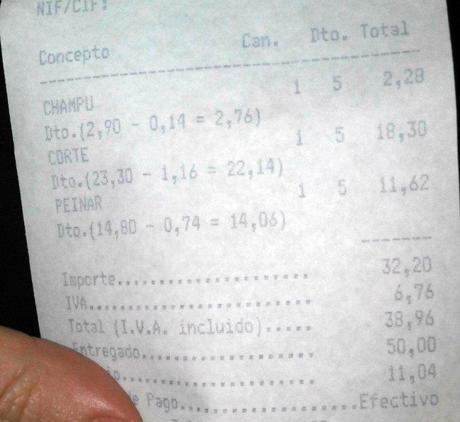 NIF/CIF:
Concepto Can. Dto. Total
CHAMPU 1 5 2,28
Dto.(2,90 - 0,14 = 2,76)
CORTE 1 5 18,30
Dto.(23,30 - 1,16 = 22,14)
PEINAR 1 5 11,62
Dto.(14,80 - 0,74 = 14,06)
Importe.................... 32,20
IVA........................ 6,76
Total (I.V.A. incluido)..... 38,96
Entregado................... 50,00
11,04
Pago....................Efectivo